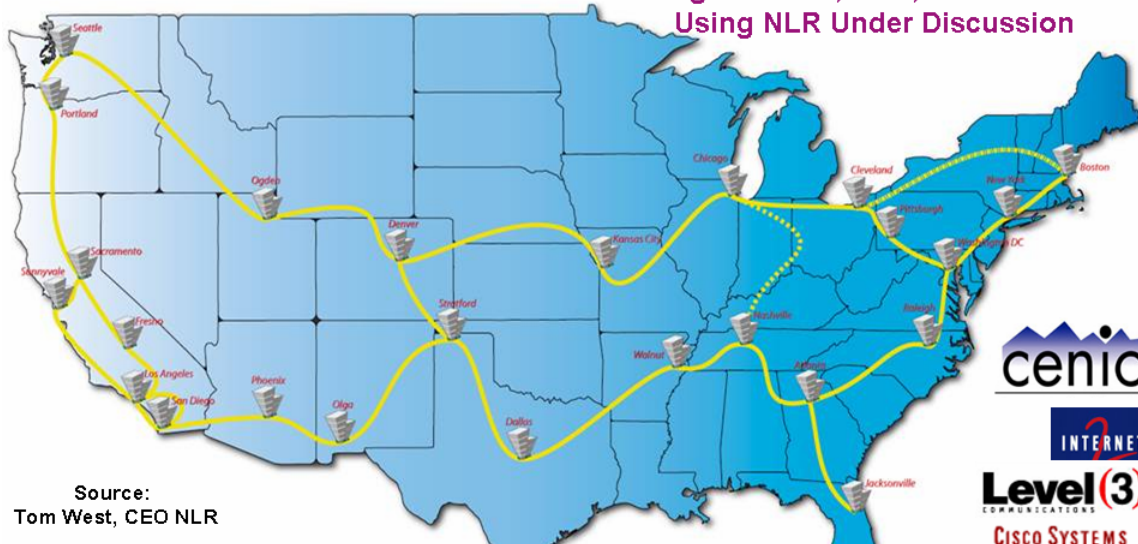 Using NLR Under Discussion
Seattle
Portland
Ogden
Chicago
Cleveland
Boston
New York
Pittsburgh
Denver
Kansas City
Washington DC
Sacramento
Sunnyvale
Stratford
Nashville
Raleigh
Fresno
Walnut
Los Angeles
Phoenix
Atlanta
San Diego
Olga
Dallas
Jacksonville
cenic
INTERNET
2
Level (3)
COMMUNICATIONS
CISCO SYSTEMS
Source:
Tom West, CEO NLR